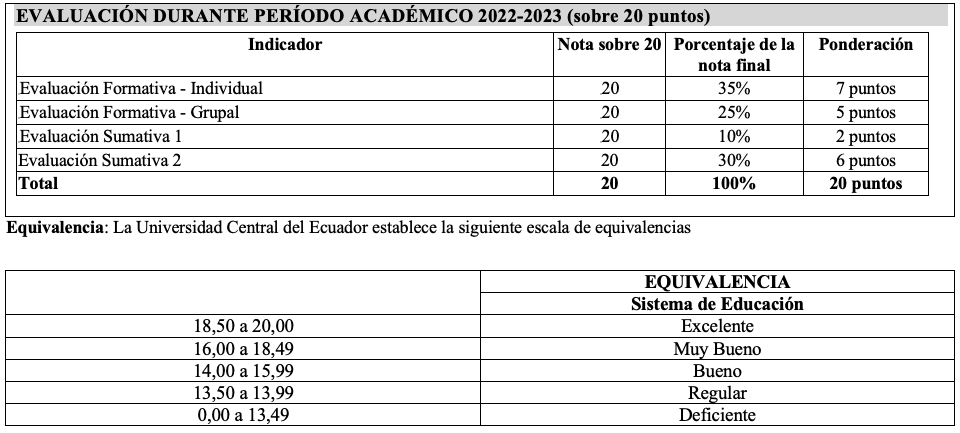 EVALUACIÓN DURANTE PERÍODO ACADÉMICO 2022-2023 (sobre 20 puntos)
Indicador Nota sobre 20 Porcentaje de la nota final Ponderación
Evaluación Formativa - Individual 20 35% 7 puntos
Evaluación Formativa - Grupal 20 25% 5 puntos
Evaluación Sumativa 1 20 10% 2 puntos
Evaluación Sumativa 2 20 30% 6 puntos
Total 20 100% 20 puntos
Equivalencia: La Universidad Central del Ecuador establece la siguiente escala de equivalencias
EQUIVALENCIA
Sistema de Educación
18,50 a 20,00 Excelente
16,00 a 18,49 Muy Bueno
14,00 a 15,99 Bueno
13,50 a 13,99 Regular
0,00 a 13,49 Deficiente